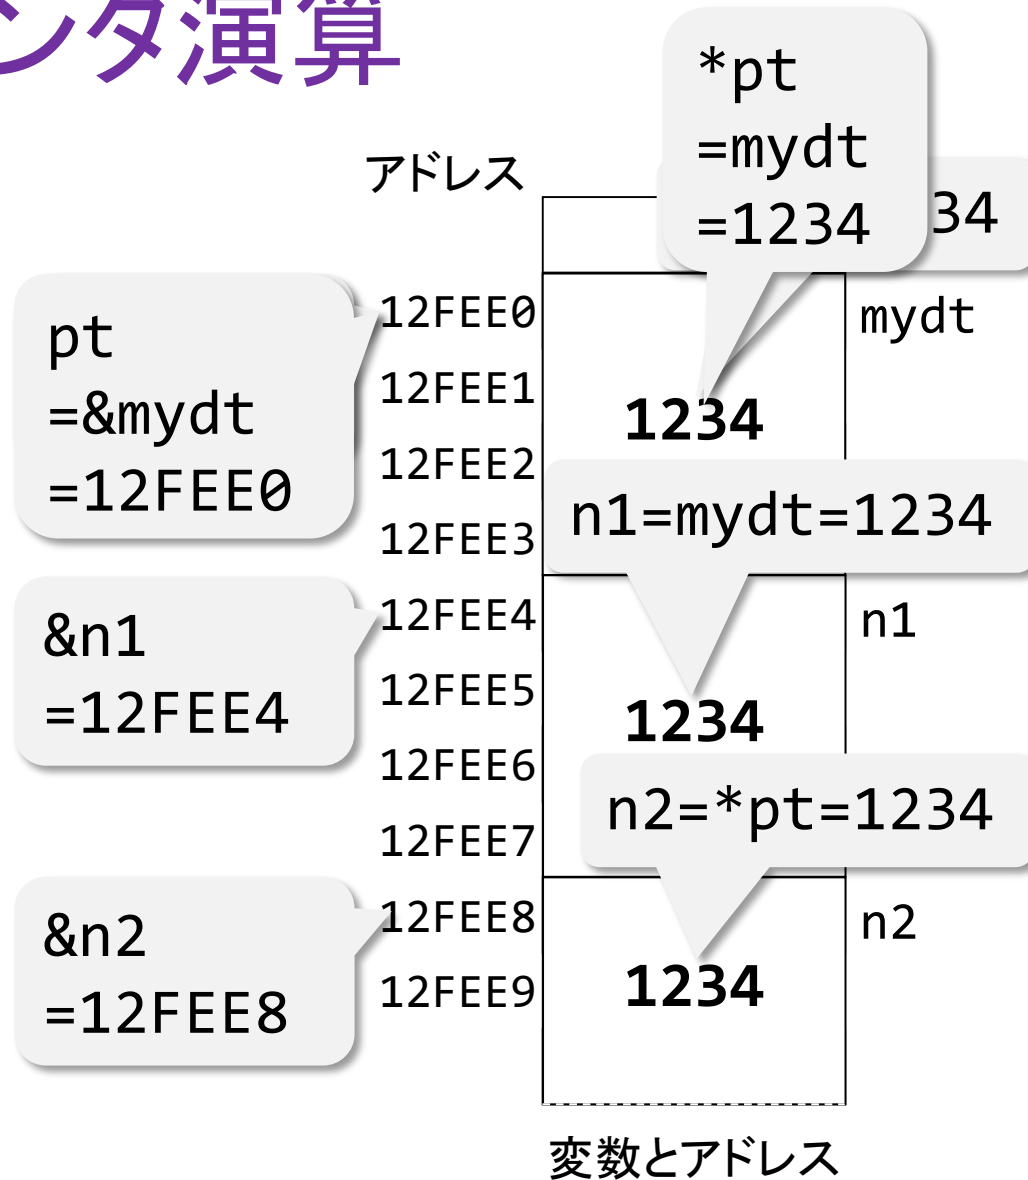 ンタ演算
*pt
=mydt
=1234
34
アドレス
pt
=&mydt
=12FEE0
12FEE0
mydt
12FEE1
1234
12FEE2
12FEE3
n1=mydt=1234
&n1
=12FEE4
12FEE4
n1
12FEE5
1234
12FEE6
12FEE7
n2=*pt=1234
&n2
=12FEE8
12FEE8
n2
12FEE9
1234
変数とアドレス